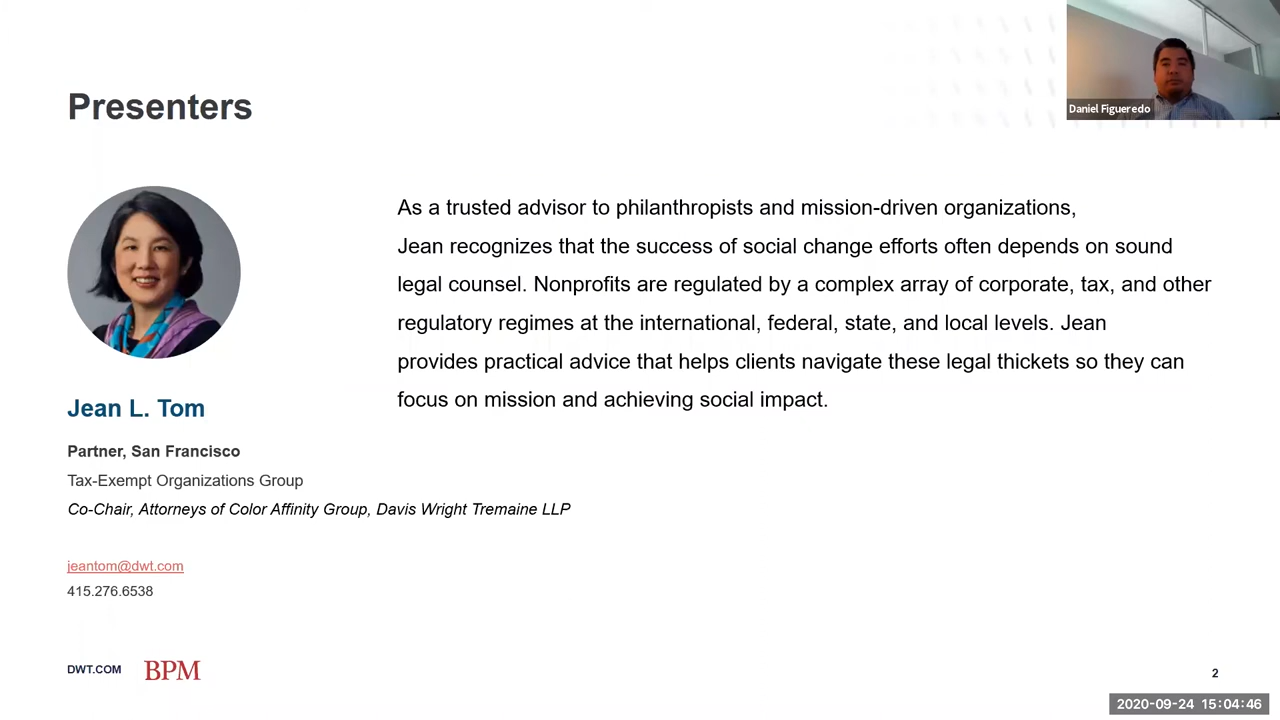 Daniel Figueredo
Presenters
As a trusted advisor to philanthropists and mission-driven organizations,
Jean recognizes that the success of social change efforts often depends on sound
legal counsel. Nonprofits are regulated by a complex array of corporate, tax, and other
regulatory regimes at the international, federal, state, and local levels. Jean
provides practical advice that helps clients navigate these legal thickets so they can
focus on mission and achieving social impact.
Jean L. Tom
Partner, San Francisco
Tax-Exempt Organizations Group
Co-Chair, Attorneys of Color Affinity Group, Davis Wright Tremaine LLP
jeantom@dwt.com
415.276.6538
DWT.COM BPM
2
2020-09-24 15:04:46